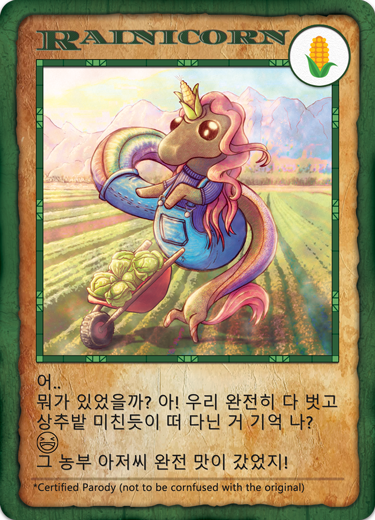 RAINICORN
어..
뭐가 있었을까? 아! 우리 완전히 다 벗고
상추밭 미친듯이 떠 다닌 거 기억 나?
그 농부 아저씨 완전 맛이 갔었지!
*Certified Parody (not to be cornfused with the original)